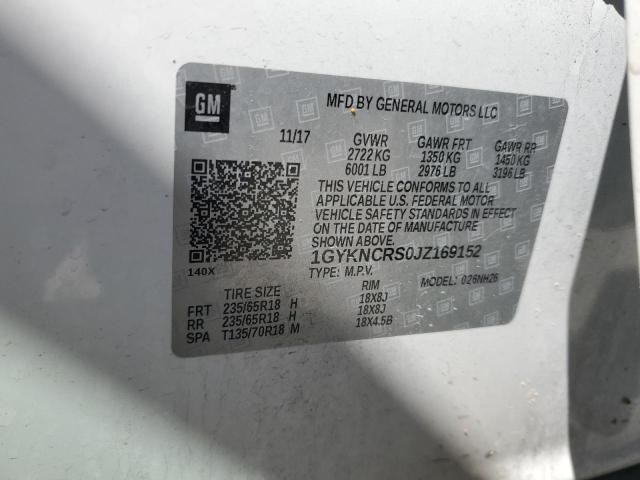 GM
MFD BY GENERAL MOTORS LLC
11/17 GVWR GAWR FRT GAWR RR
2722 KG 1350 KG 1450 KG
6001 LB 2976 LB 3196 LB
THIS VEHICLE CONFORMS TO ALL
APPLICABLE U.S. FEDERAL MOTOR
VEHICLE SAFETY STANDARDS IN EFFECT
ON THE DATE OF MANUFACTURE
SHOWN ABOVE.
140X
1GYKNCRS0JZ169152
TYPE: M.P.V. MODEL: 026NH26
TIRE SIZE RIM
FRT 235/65R18 H 18X8J
RR 235/65R18 H 18X8J
SPA T135/70R18 M 18X4.5B